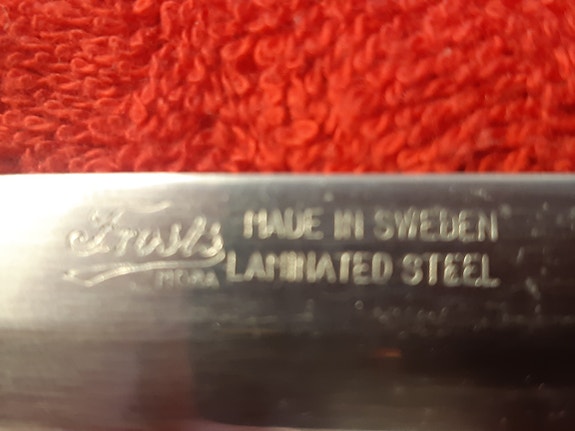 Frosts
MORA
MADE IN SWEDEN
LAMINATED STEEL